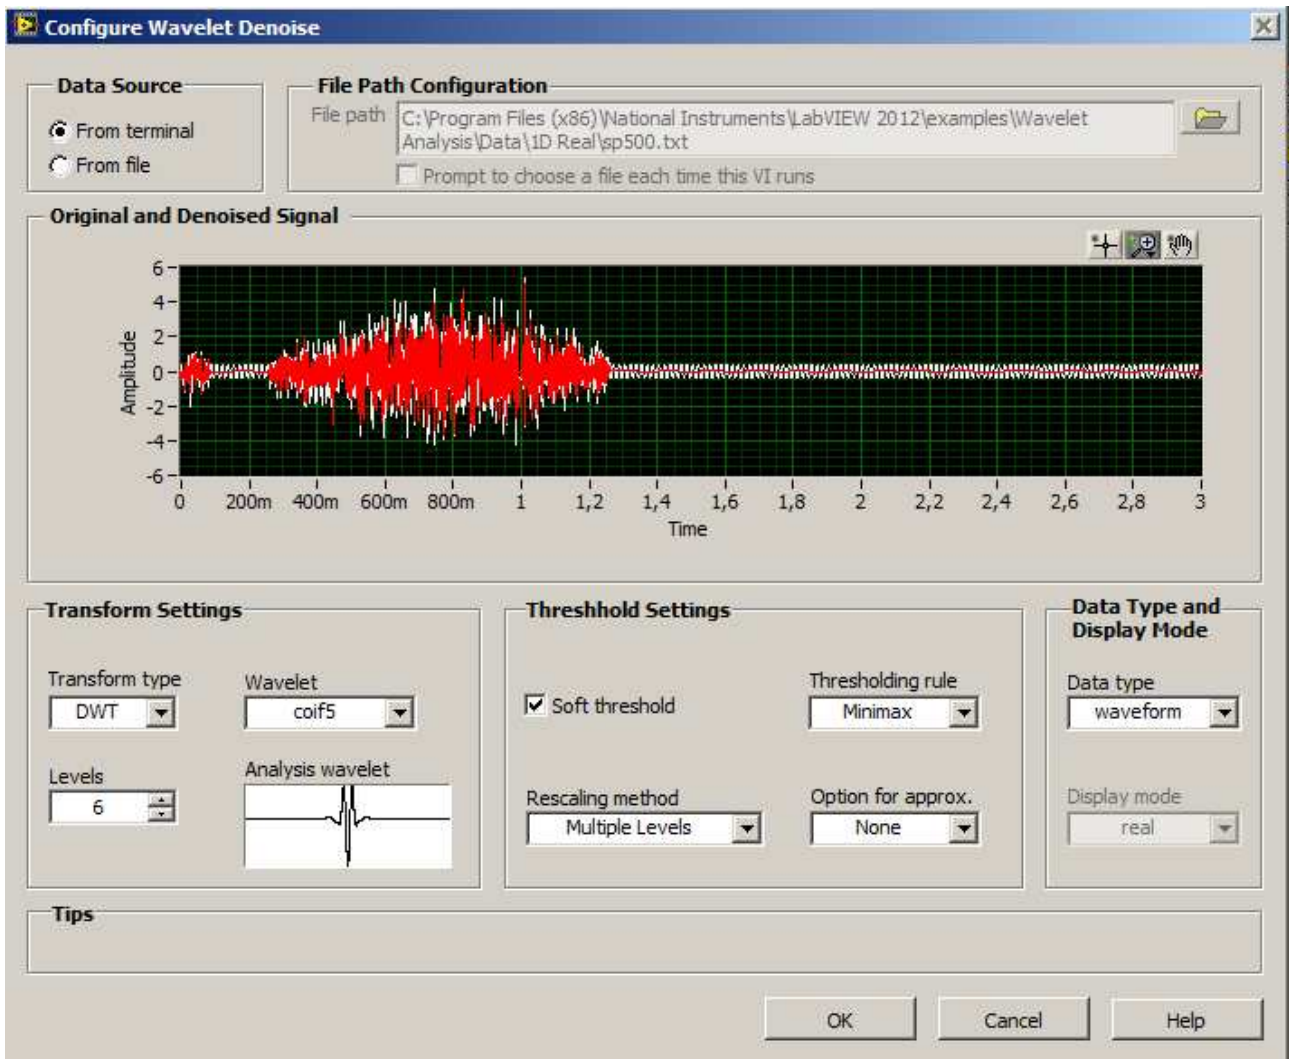 Configure Wavelet Denoise
Data Source
From terminal
From file
File Path Configuration
File path
C:\Program Files (x86)\National Instruments\LabVIEW 2012\examples\Wavelet
Analysis\Data\1D Real\sp500.txt
Prompt to choose a file each time this VI runs
Original and Denoised Signal
Amplitude
6
4
2
0
-2
-4
-6
0 200m 400m 600m 800m 1 1,2 1,4 1,6 1,8 2 2,2 2,4 2,6 2,8 3
Time
Transform Settings
Transform type
DWT
Wavelet
coif5
Levels
6
Analysis wavelet
Threshhold Settings
Soft threshold
Thresholding rule
Minimax
Rescaling method
Multiple Levels
Option for approx.
None
Data Type and
Display Mode
Data type
waveform
Display mode
real
Tips
OK Cancel Help